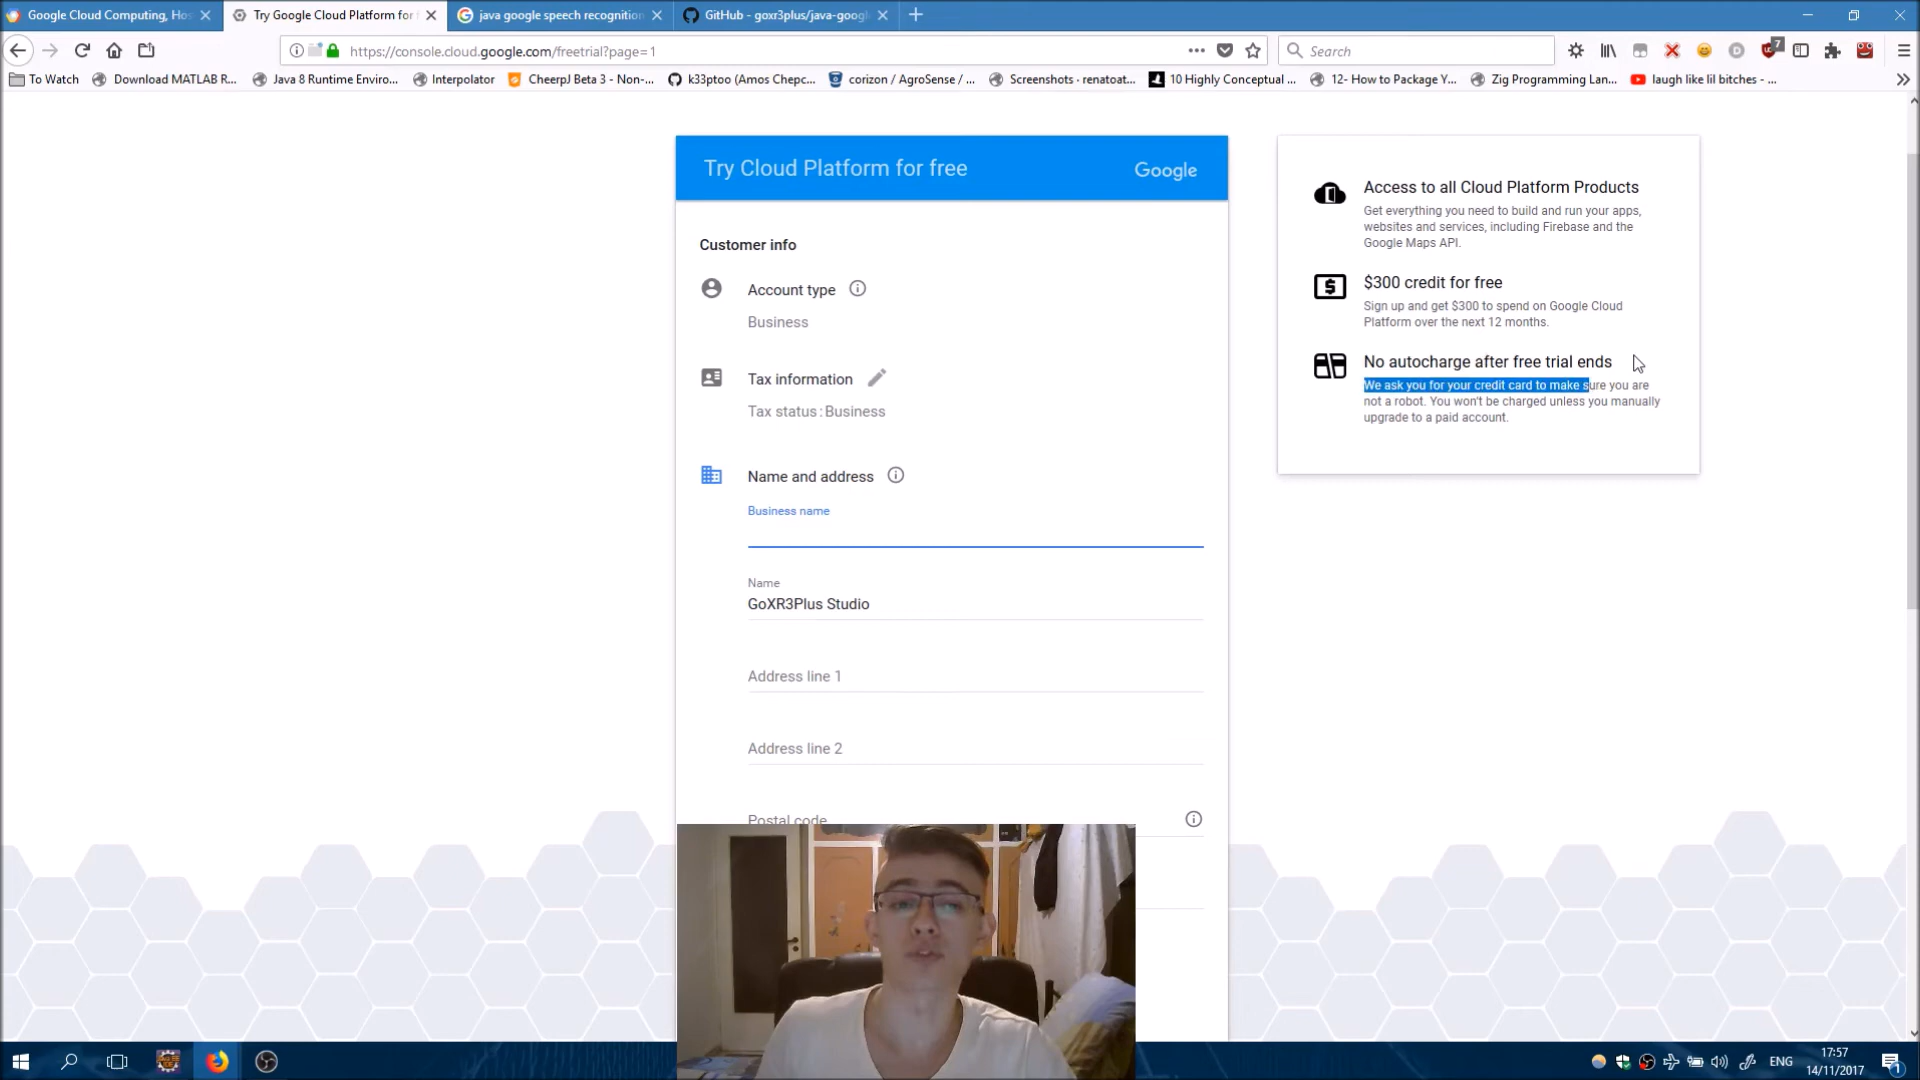 Google Cloud Computing, Hos
Try Google Cloud Platform for f
java google speech recognition
GitHub - goxr3plus/java-googl
https://console.cloud.google.com/freetrial?page=1
Search
7
To Watch
Download MATLAB R...
Java 8 Runtime Enviro...
Interpolator
CheerpJ Beta 3 - Non-...
k33ptoo (Amos Chepc...
corizon / AgroSense / ...
Screenshots · renatoat...
10 Highly Conceptual ...
12- How to Package Y...
Zig Programming Lan...
laugh like lil bitches - ...
Try Cloud Platform for free
Google
Customer info
Account type
Business
Tax information
Tax status : Business
Name and address
Business name
Name
GoXR3Plus Studio
Address line 1
Address line 2
Postal code
Access to all Cloud Platform Products
Get everything you need to build and run your apps,
websites and services, including Firebase and the
Google Maps API.
$300 credit for free
Sign up and get $300 to spend on Google Cloud
Platform over the next 12 months.
No autocharge after free trial ends
We ask you for your credit card to make sure you are
not a robot. You won't be charged unless you manually
upgrade to a paid account.
ENG
17:57
14/11/2017
1